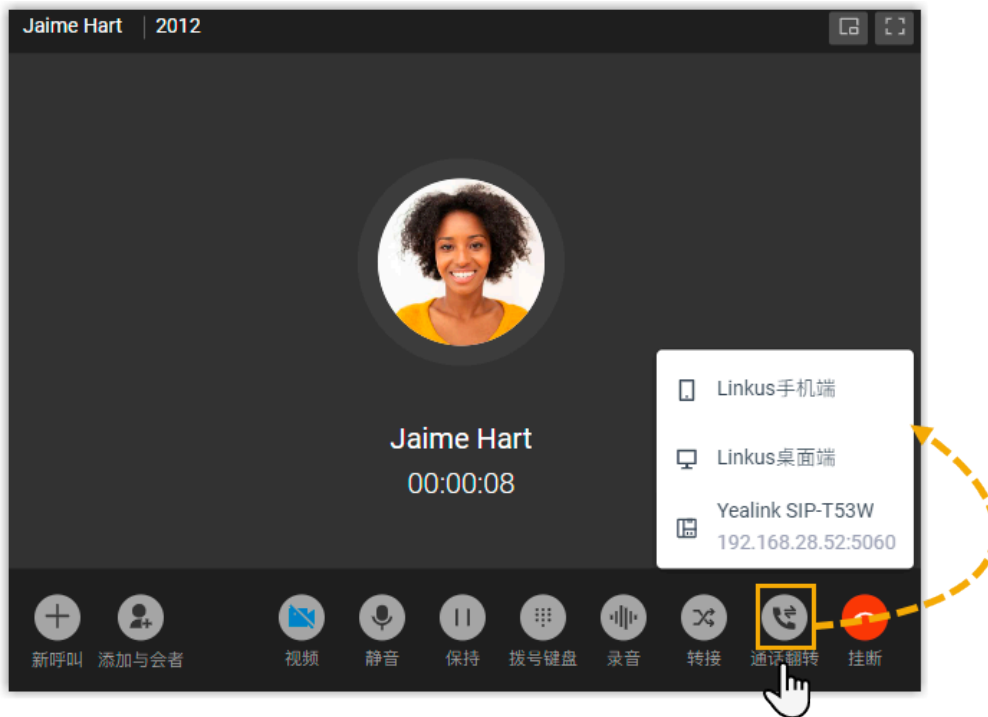 Jaime Hart | 2012
Jaime Hart
00:00:08
Linkus手机端
Linkus桌面端
Yealink SIP-T53W
192.168.28.52:5060
新呼叫 添加与会者 视频 静音 保持 拨号键盘 录音 转接 通话翻转 挂断